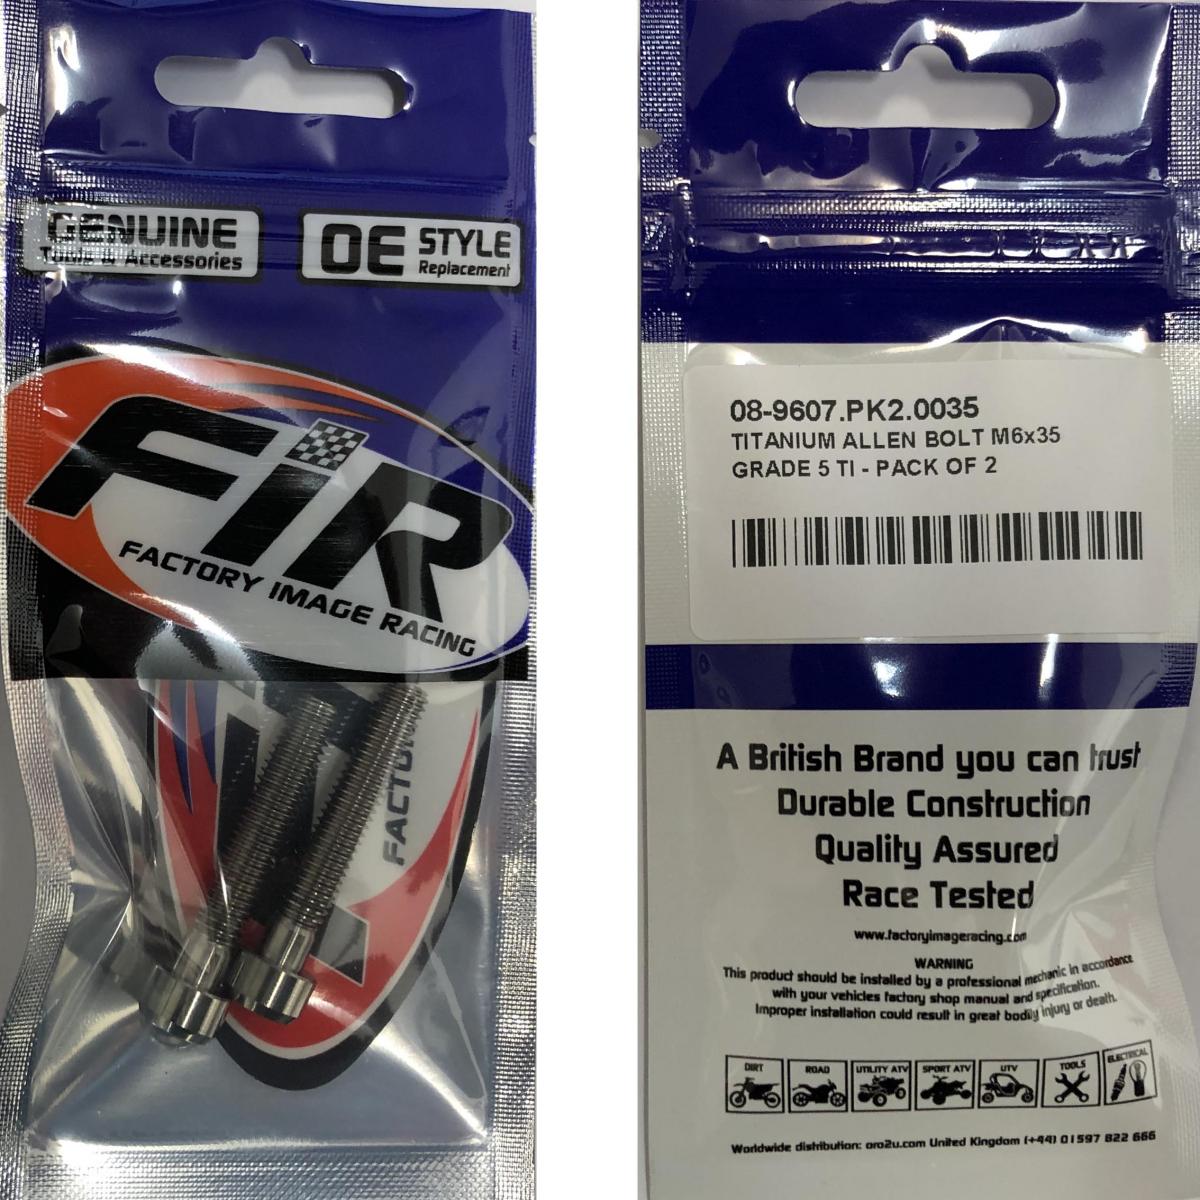 GENUINE
Tools & Accessories
OE STYLE
Replacement
FiR
FACTORY IMAGE RACING
FACTORY
08-9607.PK2.0035
TITANIUM ALLEN BOLT M6x35
GRADE 5 TI - PACK OF 2
A British Brand you can trust
Durable Construction
Quality Assured
Race Tested
www.factoryimageracing.com
WARNING
This product should be installed by a professional mechanic in accordance
with your vehicles factory shop manual and specification.
Improper installation could result in great bodily injury or death.
DIRT
ROAD
UTILITY ATV
SPORT ATV
UTV
TOOLS
ELECTRICAL
Worldwide distribution: oro2u.com United Kingdom (+44) 01597 822 666